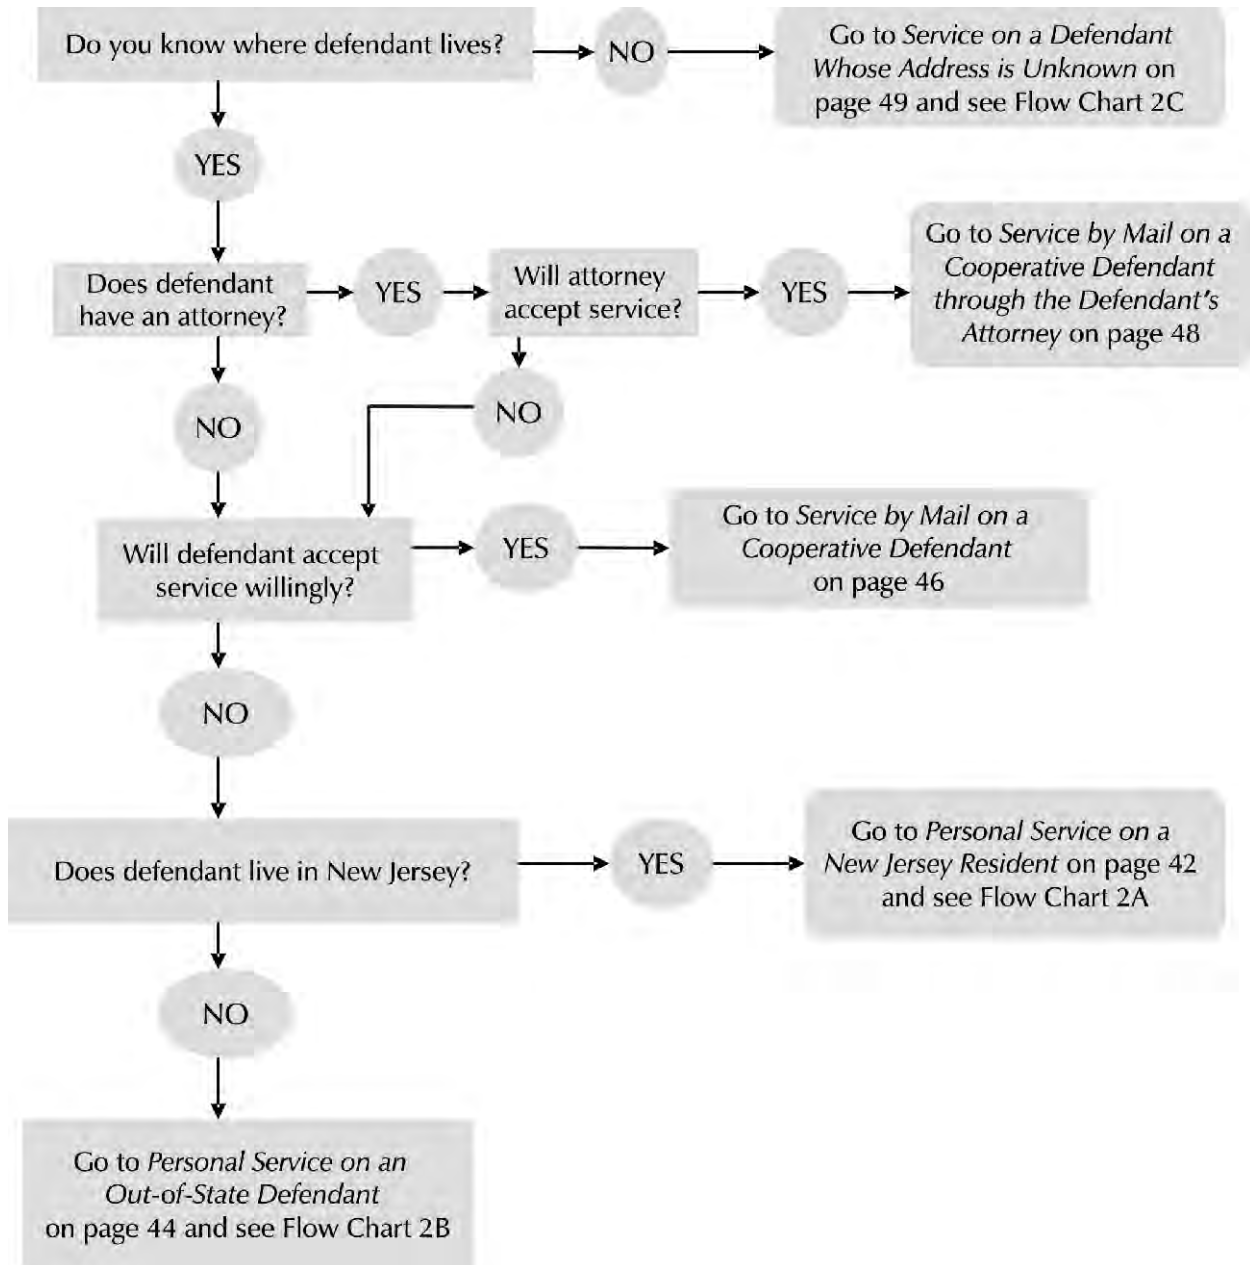 Do you know where defendant lives?
NO
Go to Service on a Defendant
Whose Address is Unknown on
page 49 and see Flow Chart 2C
YES
Does defendant
have an attorney?
YES
Will attorney
accept service?
YES
Go to Service by Mail on a
Cooperative Defendant
through the Defendant's
Attorney on page 48
NO
NO
Will defendant accept
service willingly?
YES
Go to Service by Mail on a
Cooperative Defendant
on page 46
NO
Does defendant live in New Jersey?
YES
Go to Personal Service on a
New Jersey Resident on page 42
and see Flow Chart 2A
NO
Go to Personal Service on an
Out-of-State Defendant
on page 44 and see Flow Chart 2B